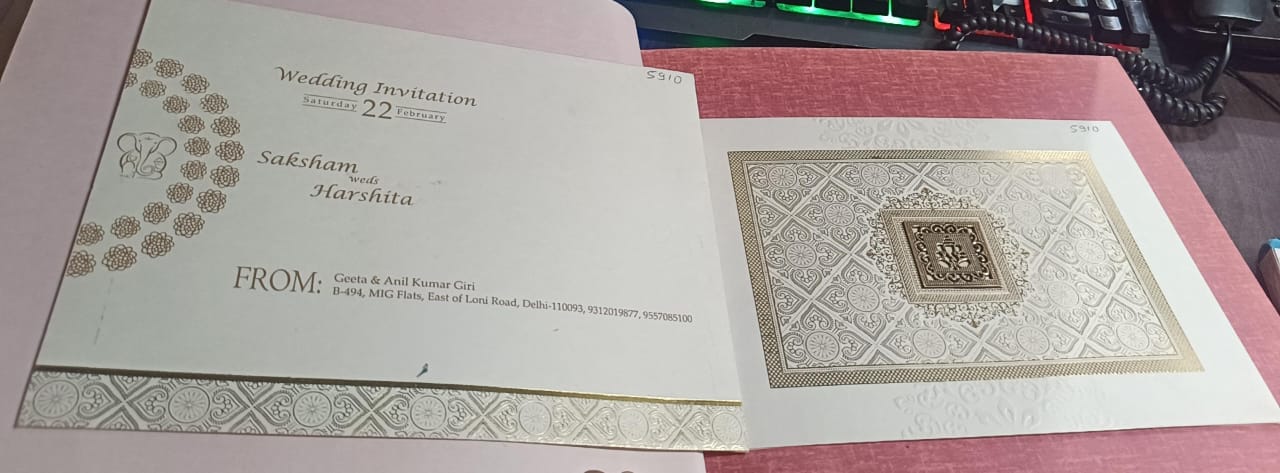 5910
Wedding Invitation
Saturday 22 February
Saksham
weds
Harshita
FROM: Geeta & Anil Kumar Giri
B-494, MIG Flats, East of Loni Road, Delhi-110093, 9312019877, 9557085100
5910